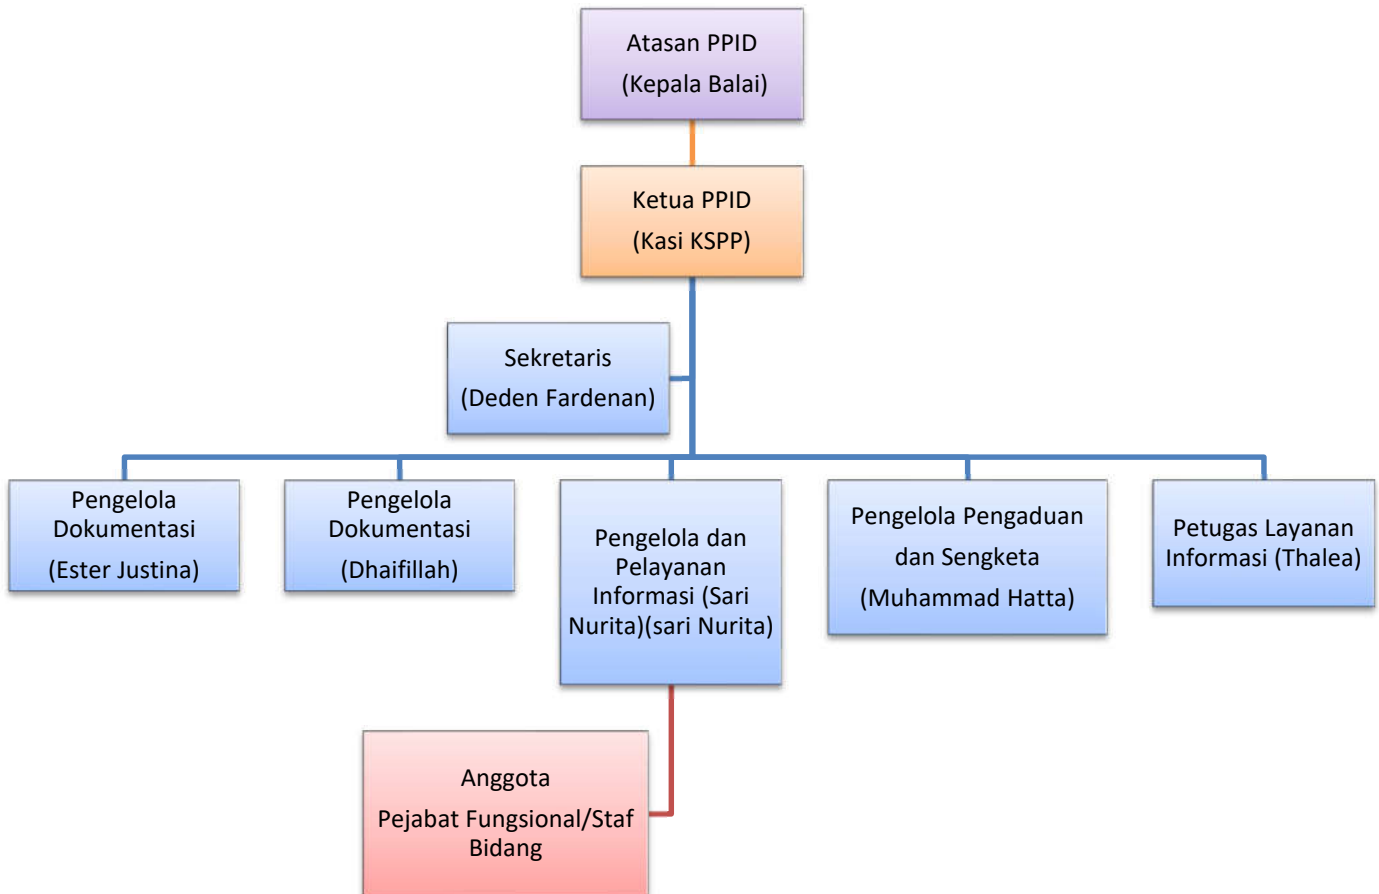 Atasan PPID
(Kepala Balai)
Ketua PPID
(Kasi KSPP)
Sekretaris
(Deden Fardenan)
Pengelola
Dokumentasi
(Ester Justina)
Pengelola
Dokumentasi
(Dhaifillah)
Pengelola dan
Pelayanan
Informasi (Sari
Nurita)(sari Nurita)
Pengelola Pengaduan
dan Sengketa
(Muhammad Hatta)
Petugas Layanan
Informasi (Thalea)
Anggota
Pejabat Fungsional/Staf
Bidang